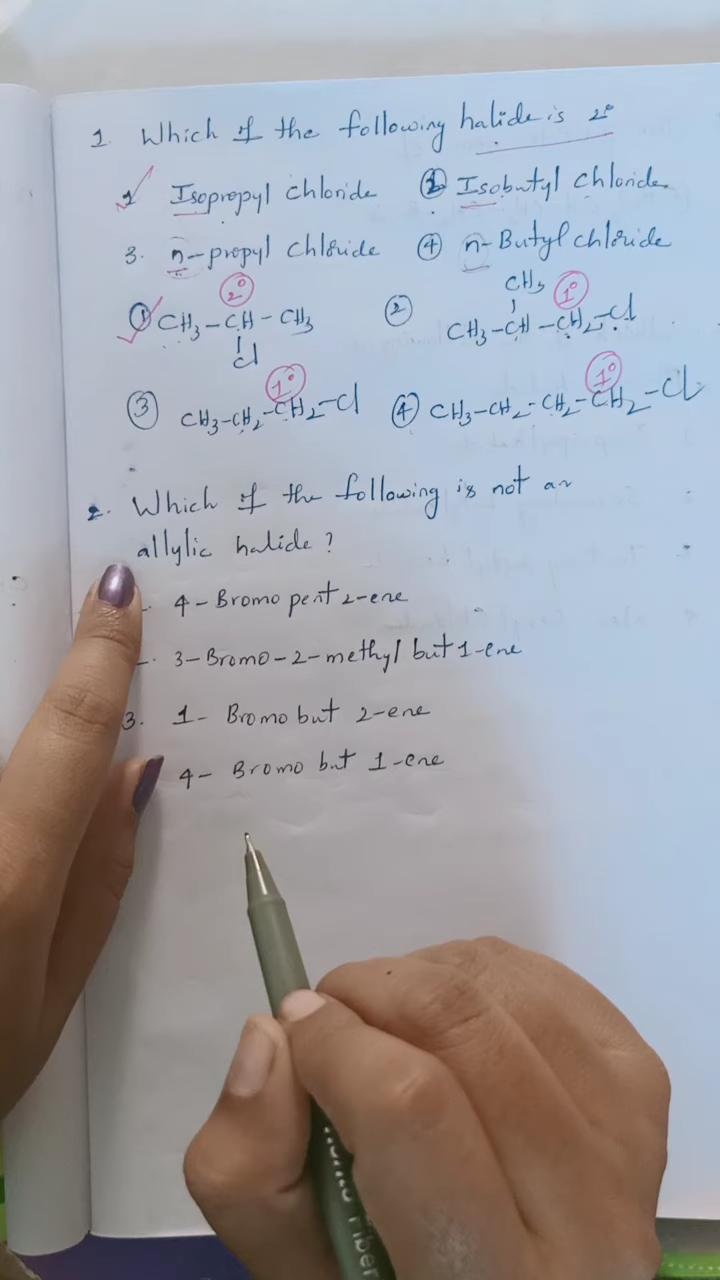 1. Which of the following halide is 2°
1 Isopropyl chloride ② Isobutyl chloride
3. n-propyl chloride ④ n-Butyl chloride
① CH3-CH-CH3 2° Cl
② CH3-CH-CH2-Cl CH3 1°
③ CH3-CH2-CH2-Cl 1°
④ CH3-CH2-CH2-CH2-Cl 1°
2. Which of the following is not an
allylic halide?
4-Bromo pent 2-ene
3-Bromo-2-methyl but 1-ene
3. 1- Bromo but 2-ene
4- Bromo but 1-ene